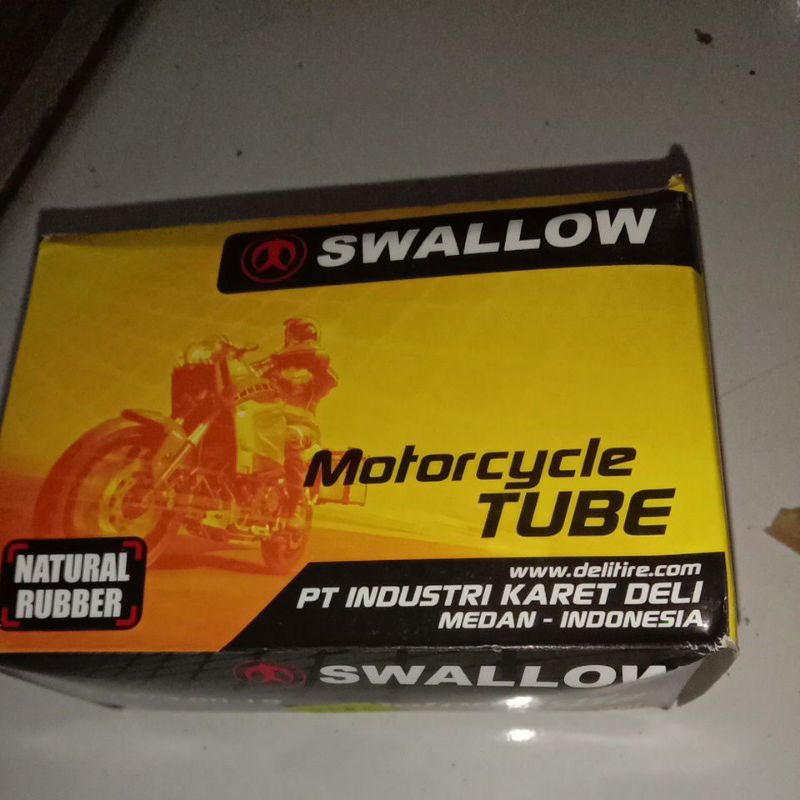 SWALLOW
Motorcycle
TUBE
NATURAL
RUBBER
www.delitire.com
PT INDUSTRI KARET DELI
MEDAN - INDONESIA
SWALLOW